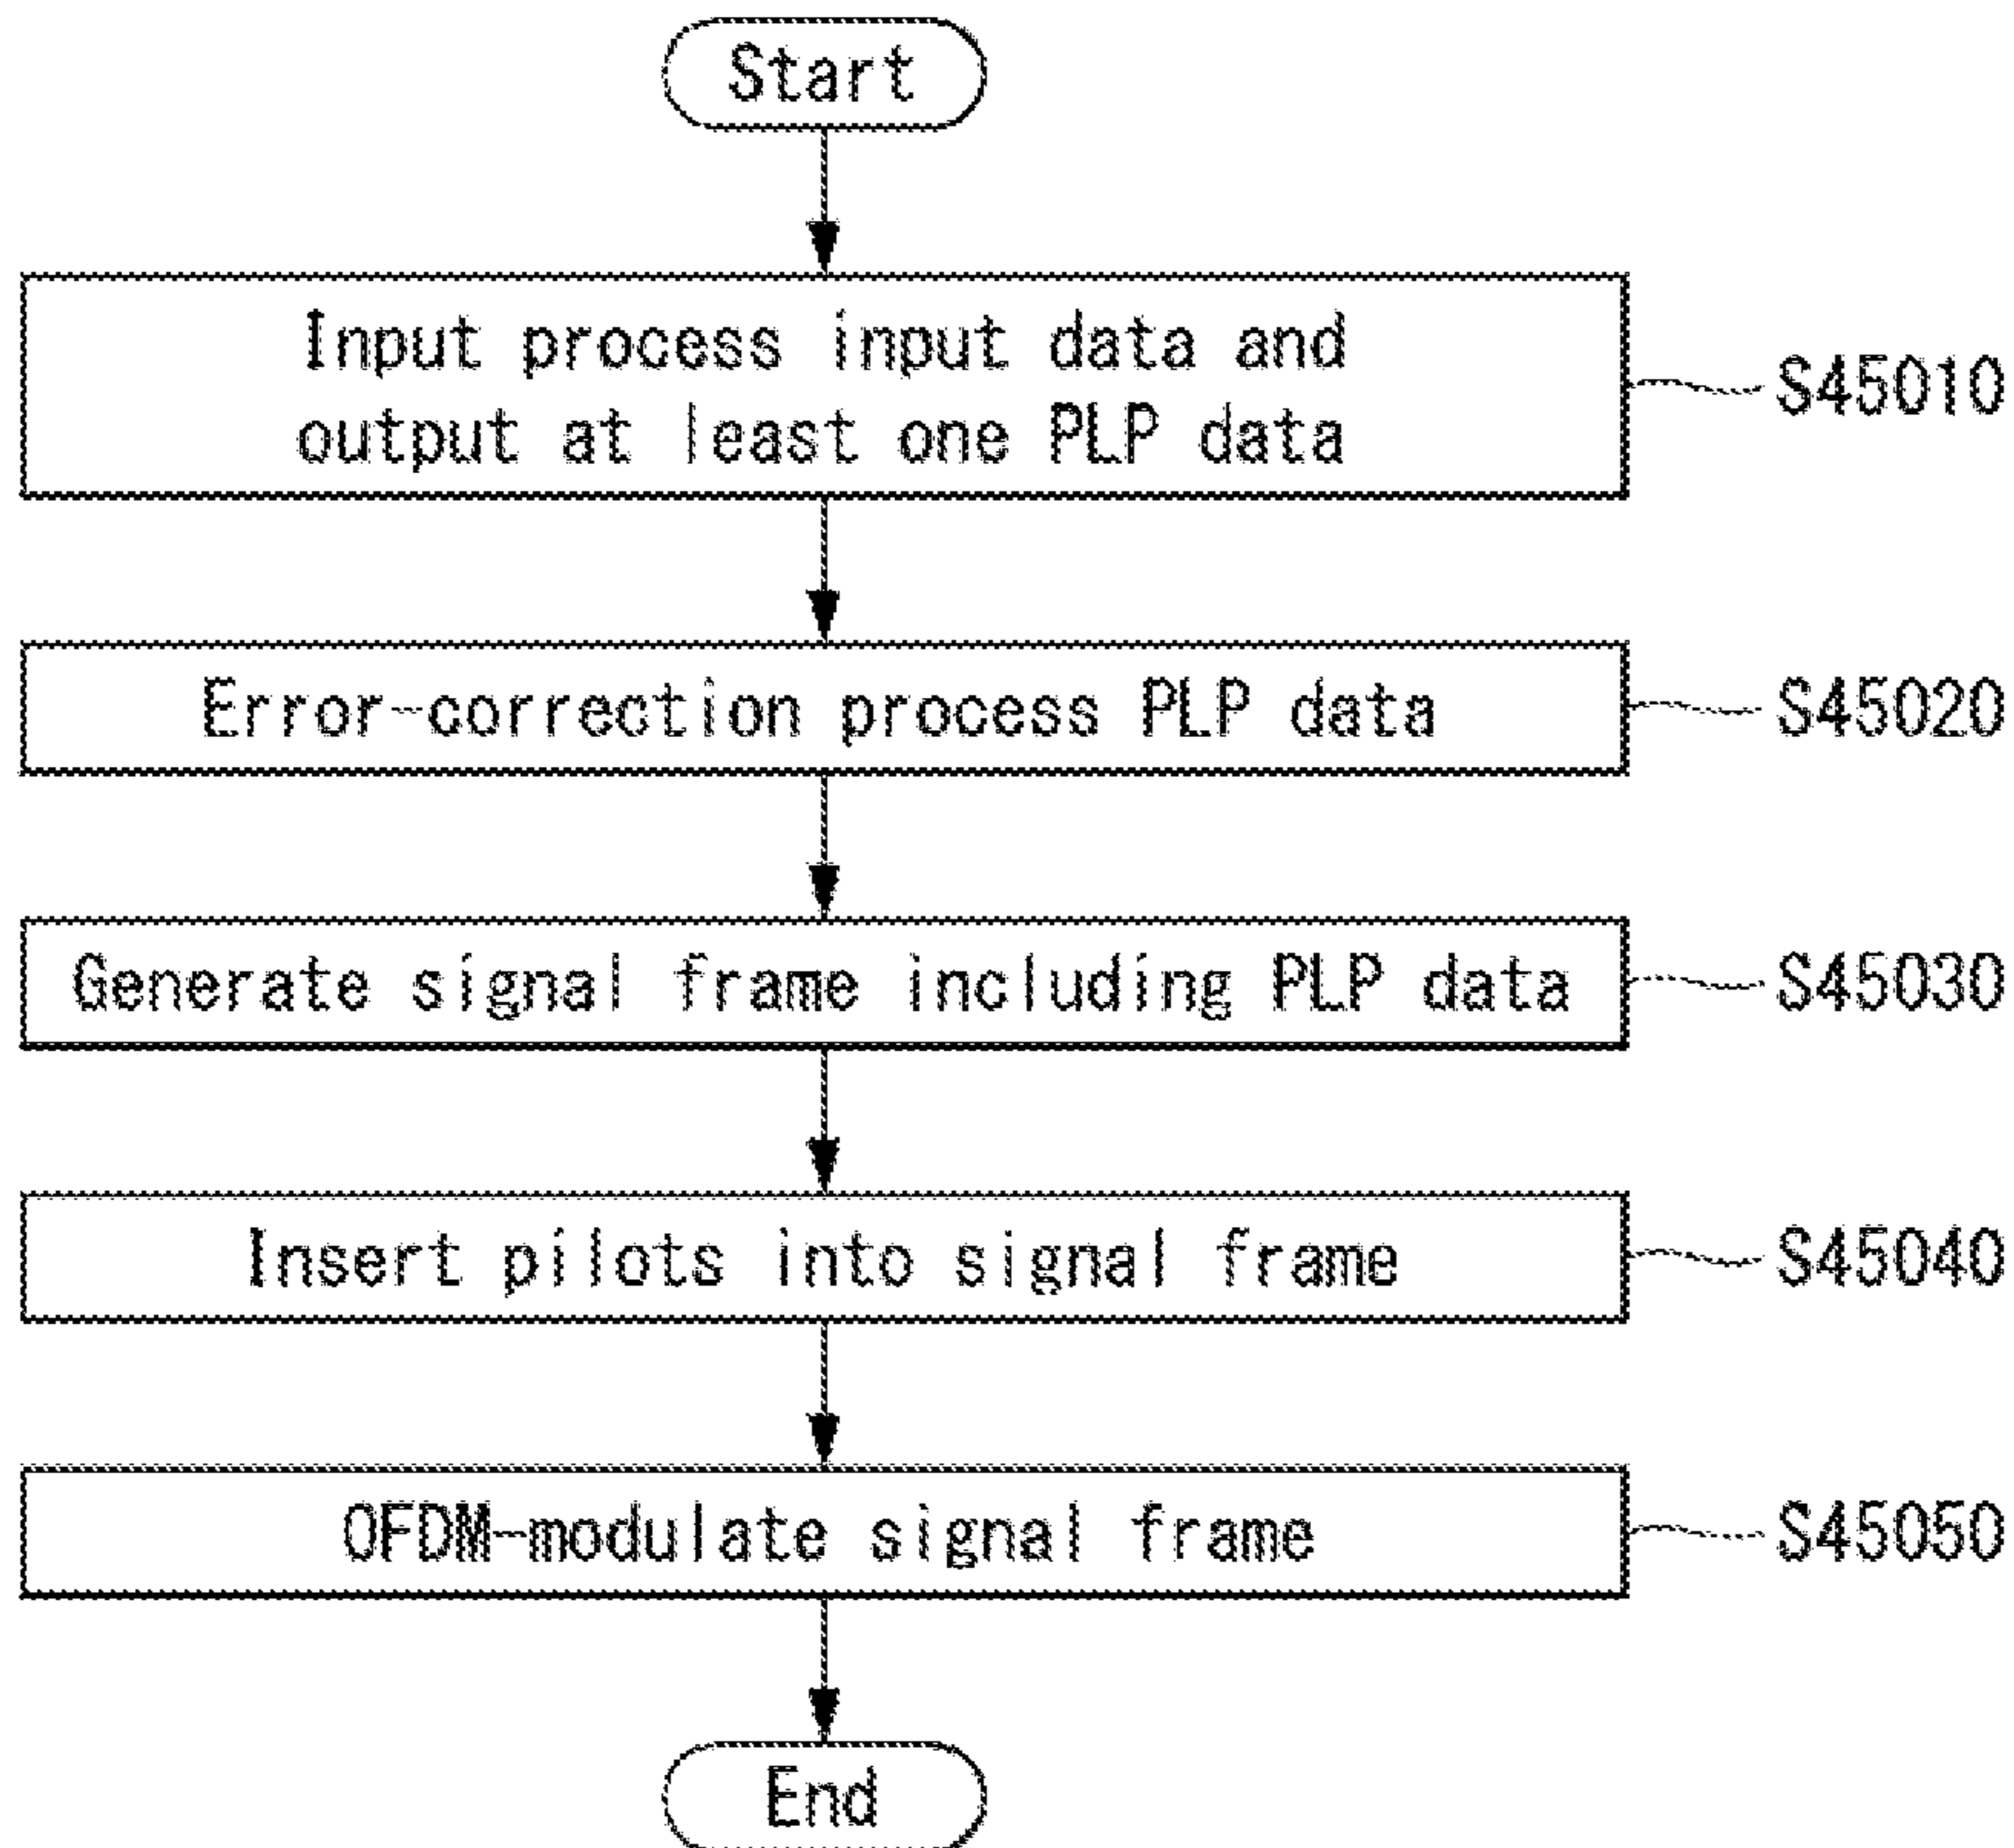 Start
Input process input data and
output at least one PLP data
S45010
Error-correction process PLP data
S45020
Generate signal frame including PLP data
S45030
Insert pilots into signal frame
S45040
OFDM-modulate signal frame
S45050
End